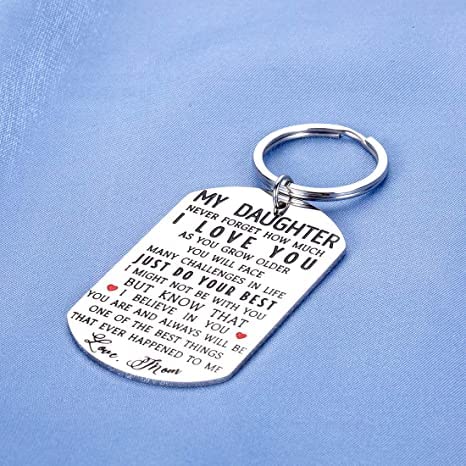 MY DAUGHTER
NEVER FORGET HOW MUCH
I LOVE YOU
AS YOU GROW OLDER
YOU WILL FACE
MANY CHALLENGES IN LIFE
JUST DO YOUR BEST
I MIGHT NOT BE WITH YOU
BUT KNOW THAT
I BELIEVE IN YOU
YOU ARE AND ALWAYS WILL BE
ONE OF THE BEST THINGS
THAT EVER HAPPENED TO ME
Love, Mom